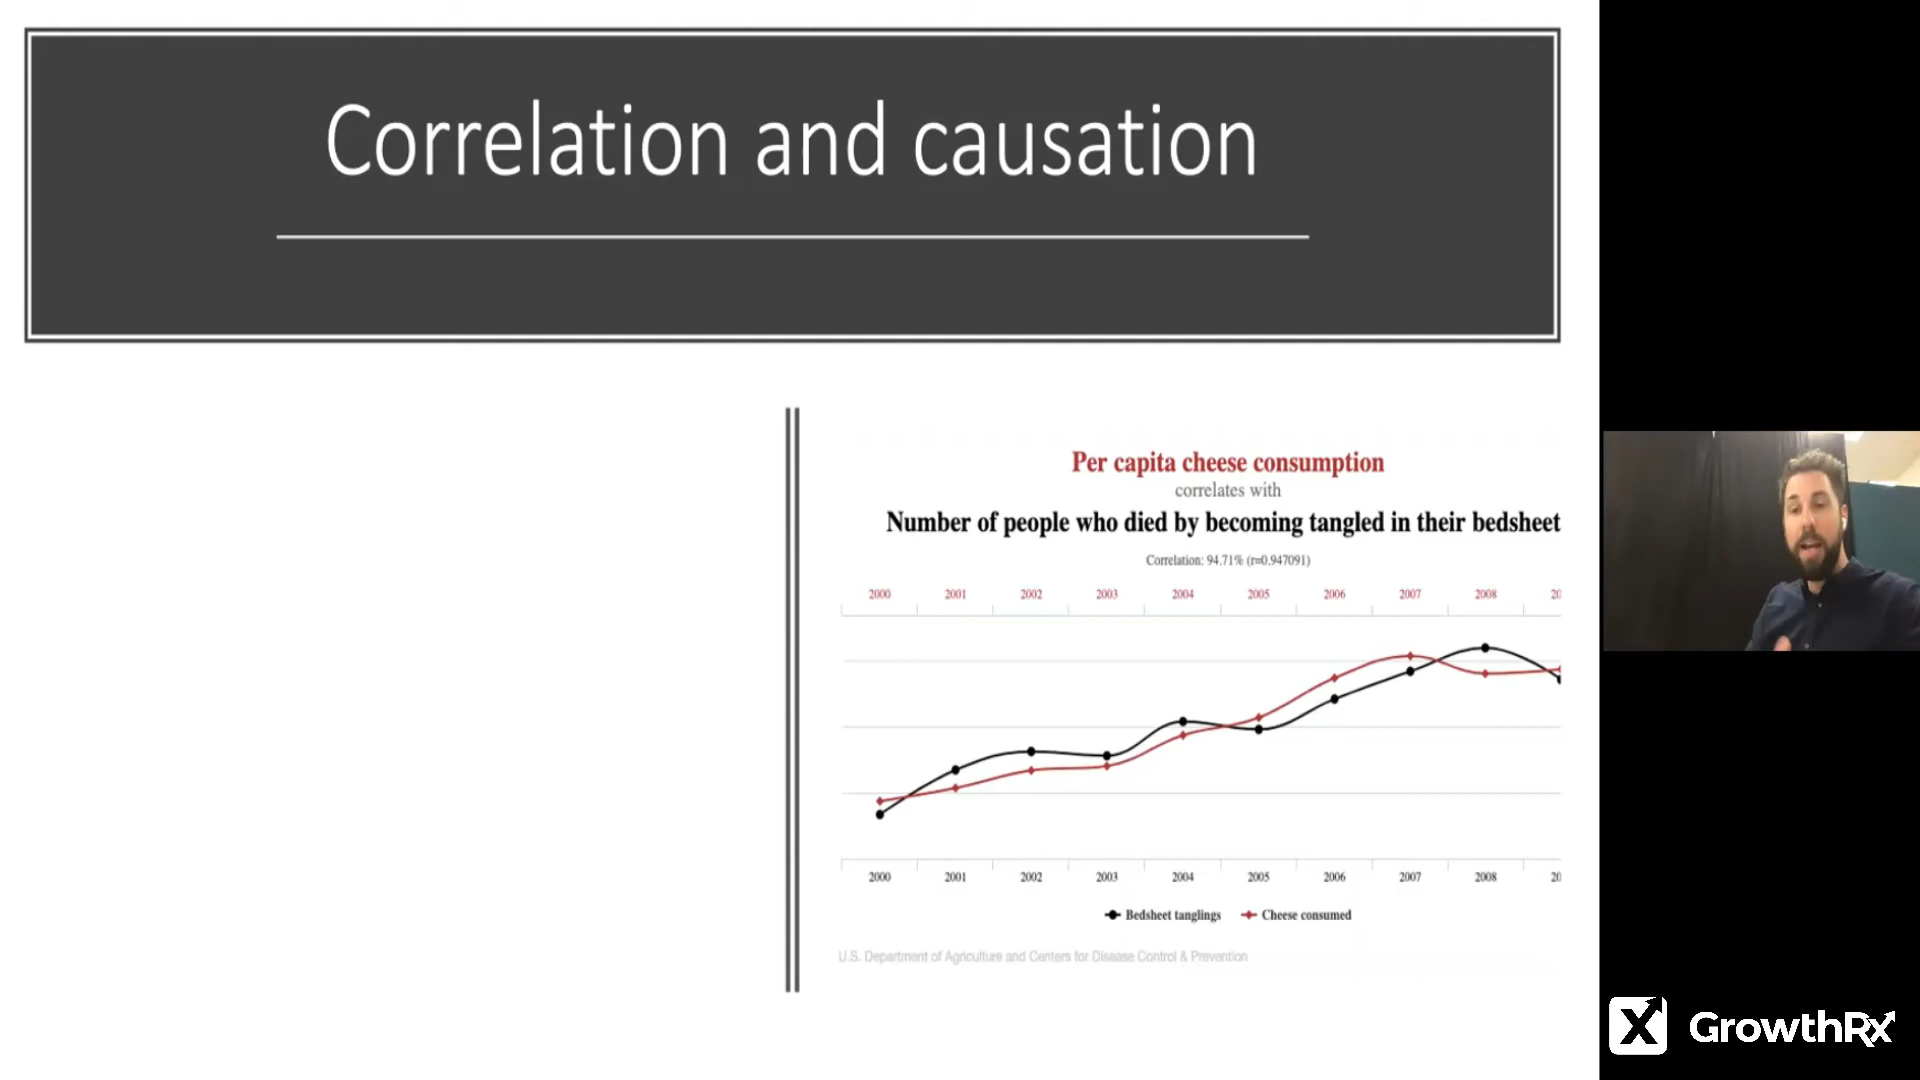 Correlation and causation
Per capita cheese consumption
correlates with
Number of people who died by becoming tangled in their bedsheet
Correlation: 94.71% (r=0.947091)
2000 2001 2002 2003 2004 2005 2006 2007 2008 20
2000 2001 2002 2003 2004 2005 2006 2007 2008 20
Bedsheet tanglings Cheese consumed
U.S. Department of Agriculture and Centers for Disease Control & Prevention
X GrowthRx